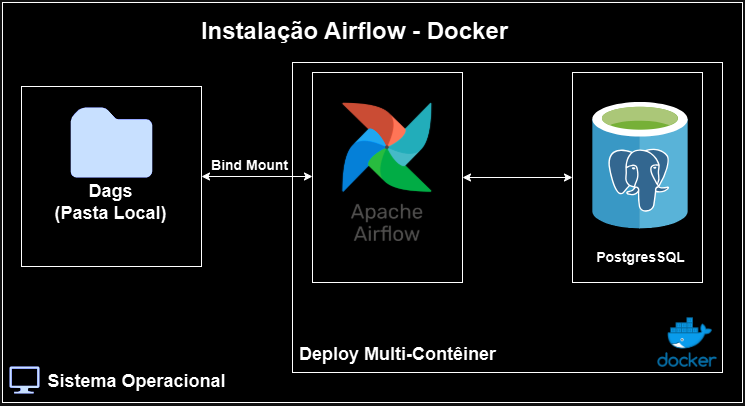 Instalação Airflow - Docker
Dags
(Pasta Local)
Bind Mount
Apache
Airflow
PostgresSQL
Deploy Multi-Contêiner
docker
Sistema Operacional